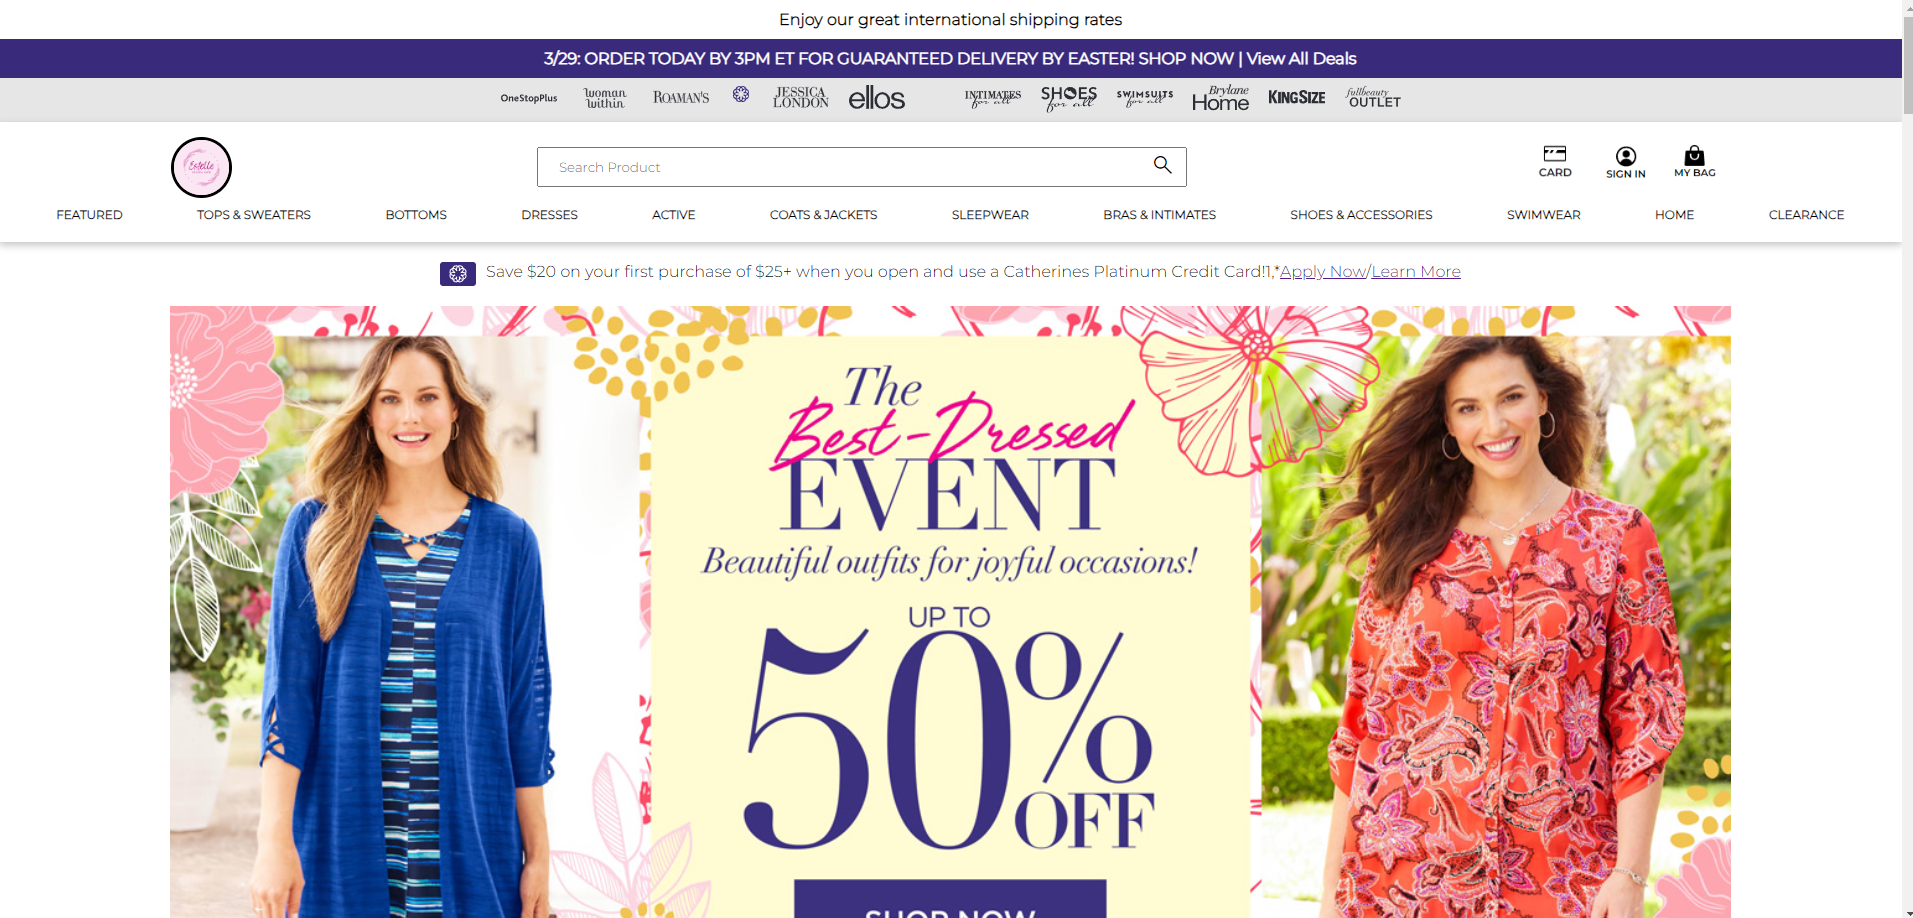 Enjoy our great international shipping rates
3/29: ORDER TODAY BY 3PM ET FOR GUARANTEED DELIVERY BY EASTER! SHOP NOW | View All Deals
OneStopPlus
woman within
ROAMAN'S
JESSICA LONDON
ellos
INTIMATES for all
SHOES for all
SWIMSUITS for all
Brylane Home
KINGSIZE
fullbeauty OUTLET
Estelle
Search Product
CARD
SIGN IN
MY BAG
FEATURED
TOPS & SWEATERS
BOTTOMS
DRESSES
ACTIVE
COATS & JACKETS
SLEEPWEAR
BRAS & INTIMATES
SHOES & ACCESSORIES
SWIMWEAR
HOME
CLEARANCE
Save $20 on your first purchase of $25+ when you open and use a Catherines Platinum Credit Card!1,*Apply Now/Learn More
The
Best-Dressed
EVENT
Beautiful outfits for joyful occasions!
UP TO
50%
OFF
SHOP NOW